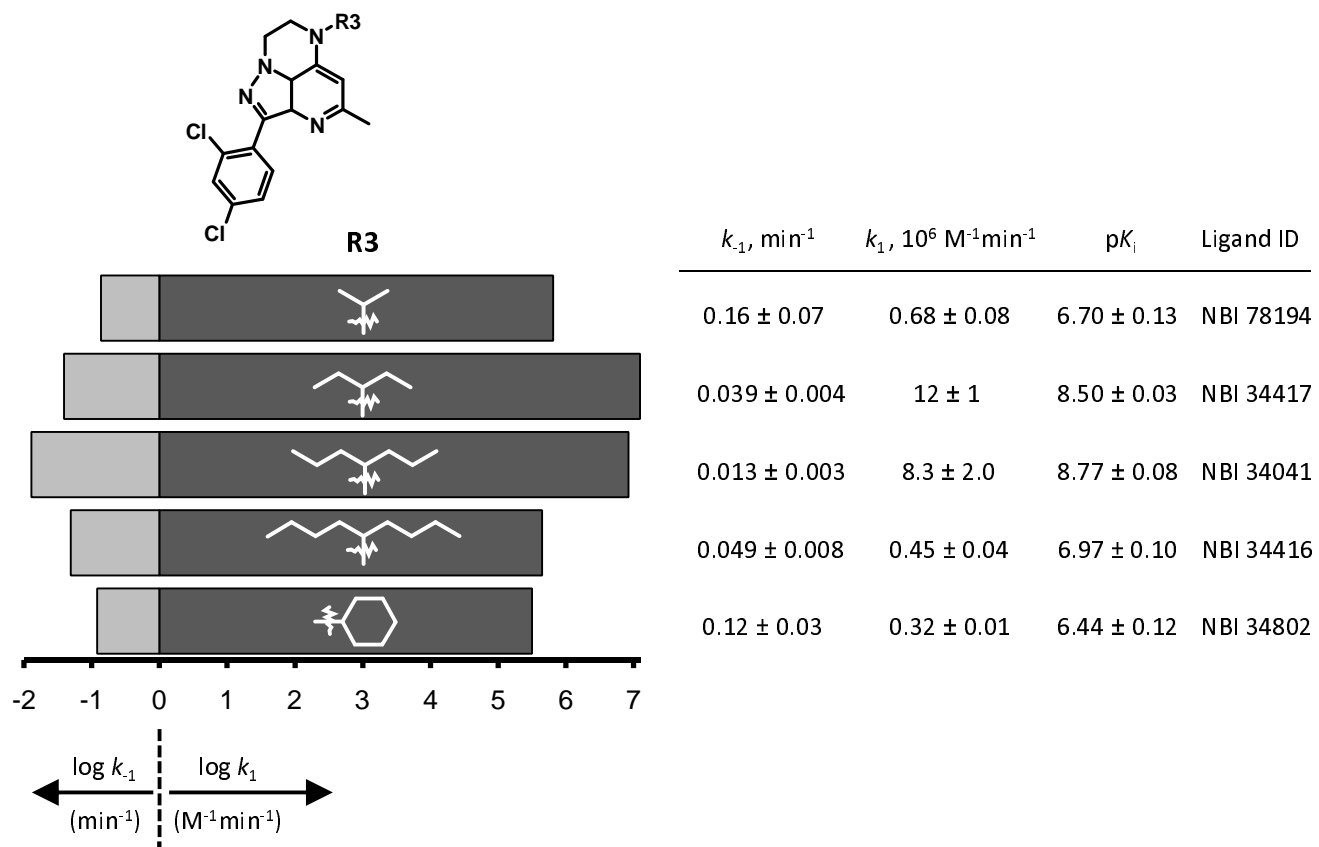 R3
N
N
N
N
Cl
Cl
R3
k-1, min-1 k1, 106 M-1min-1 pKi Ligand ID
0.16 ± 0.07 0.68 ± 0.08 6.70 ± 0.13 NBI 78194
0.039 ± 0.004 12 ± 1 8.50 ± 0.03 NBI 34417
0.013 ± 0.003 8.3 ± 2.0 8.77 ± 0.08 NBI 34041
0.049 ± 0.008 0.45 ± 0.04 6.97 ± 0.10 NBI 34416
0.12 ± 0.03 0.32 ± 0.01 6.44 ± 0.12 NBI 34802
-2 -1 0 1 2 3 4 5 6 7
log k-1 log k1
(min-1) (M-1min-1)